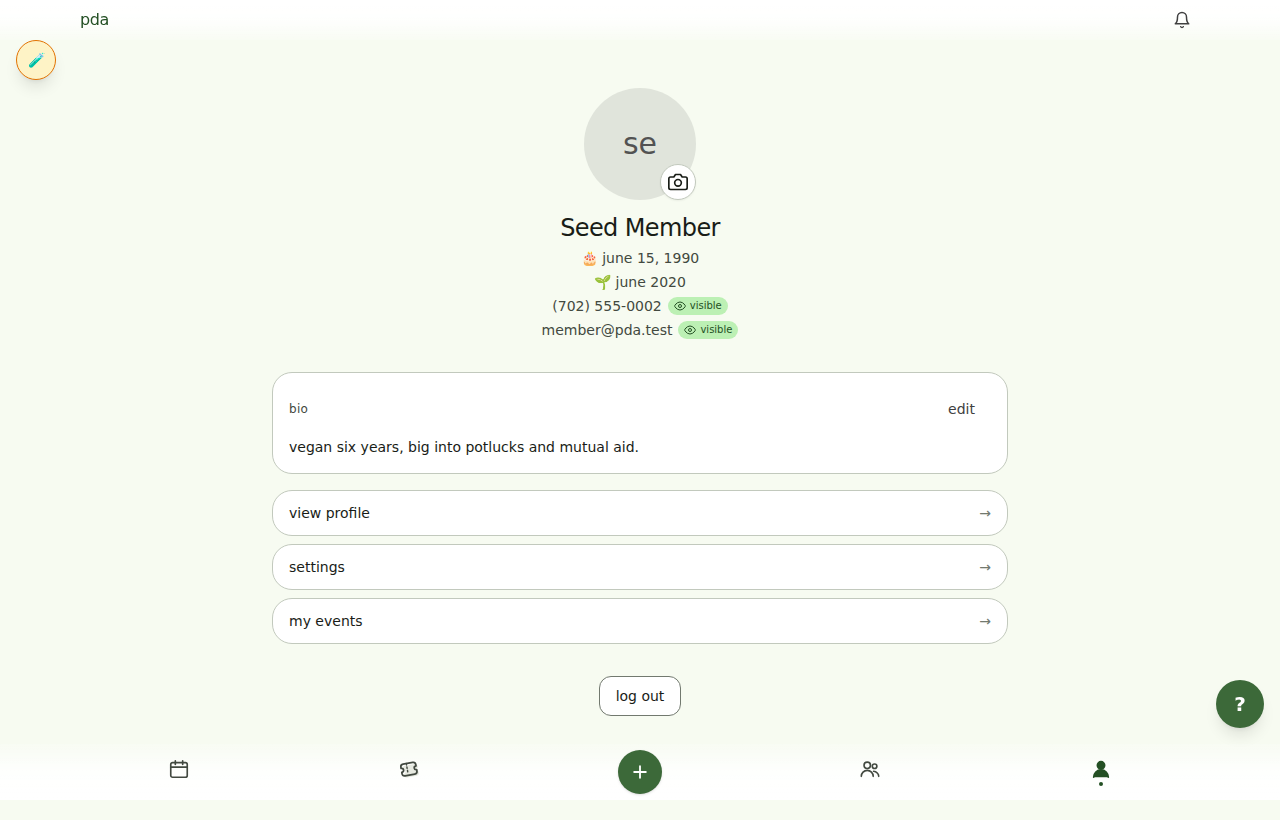 pda
se
Seed Member
🎂 june 15, 1990
🌱 june 2020
(702) 555-0002 visible
member@pda.test visible
bio
edit
vegan six years, big into potlucks and mutual aid.
view profile →
settings →
my events →
log out
?